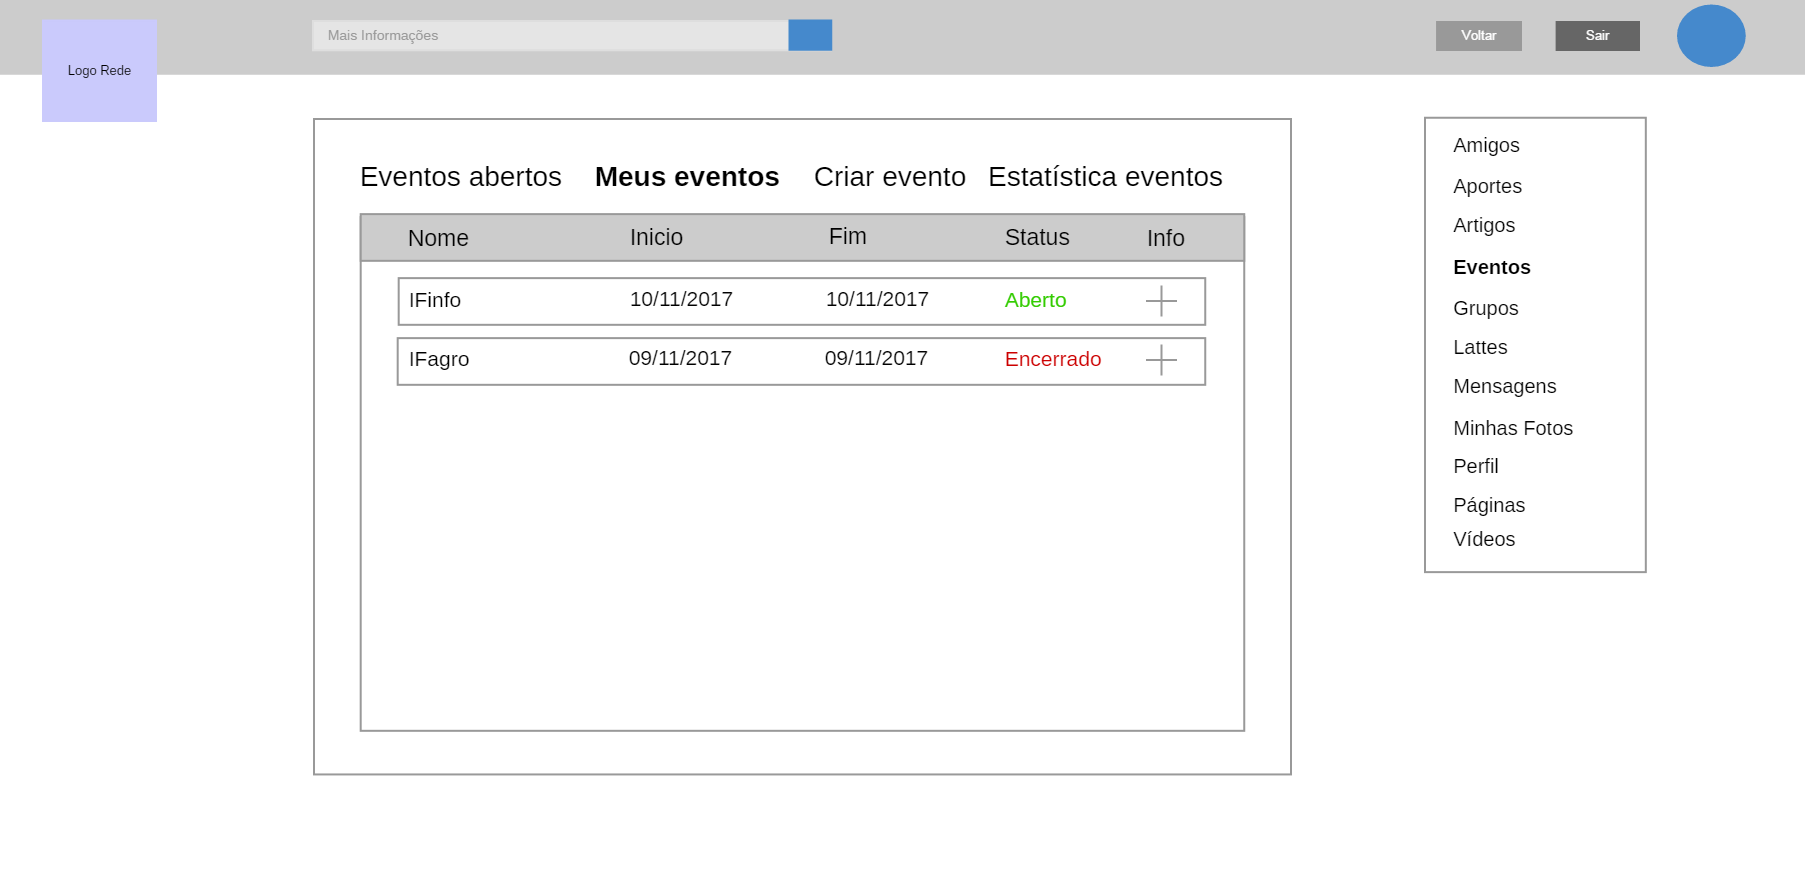 Mais Informações
Voltar
Sair
Logo Rede
Eventos abertos Meus eventos Criar evento Estatística eventos
Nome Inicio Fim Status Info
IFinfo 10/11/2017 10/11/2017 Aberto
IFagro 09/11/2017 09/11/2017 Encerrado
Amigos
Aportes
Artigos
Eventos
Grupos
Lattes
Mensagens
Minhas Fotos
Perfil
Páginas
Vídeos